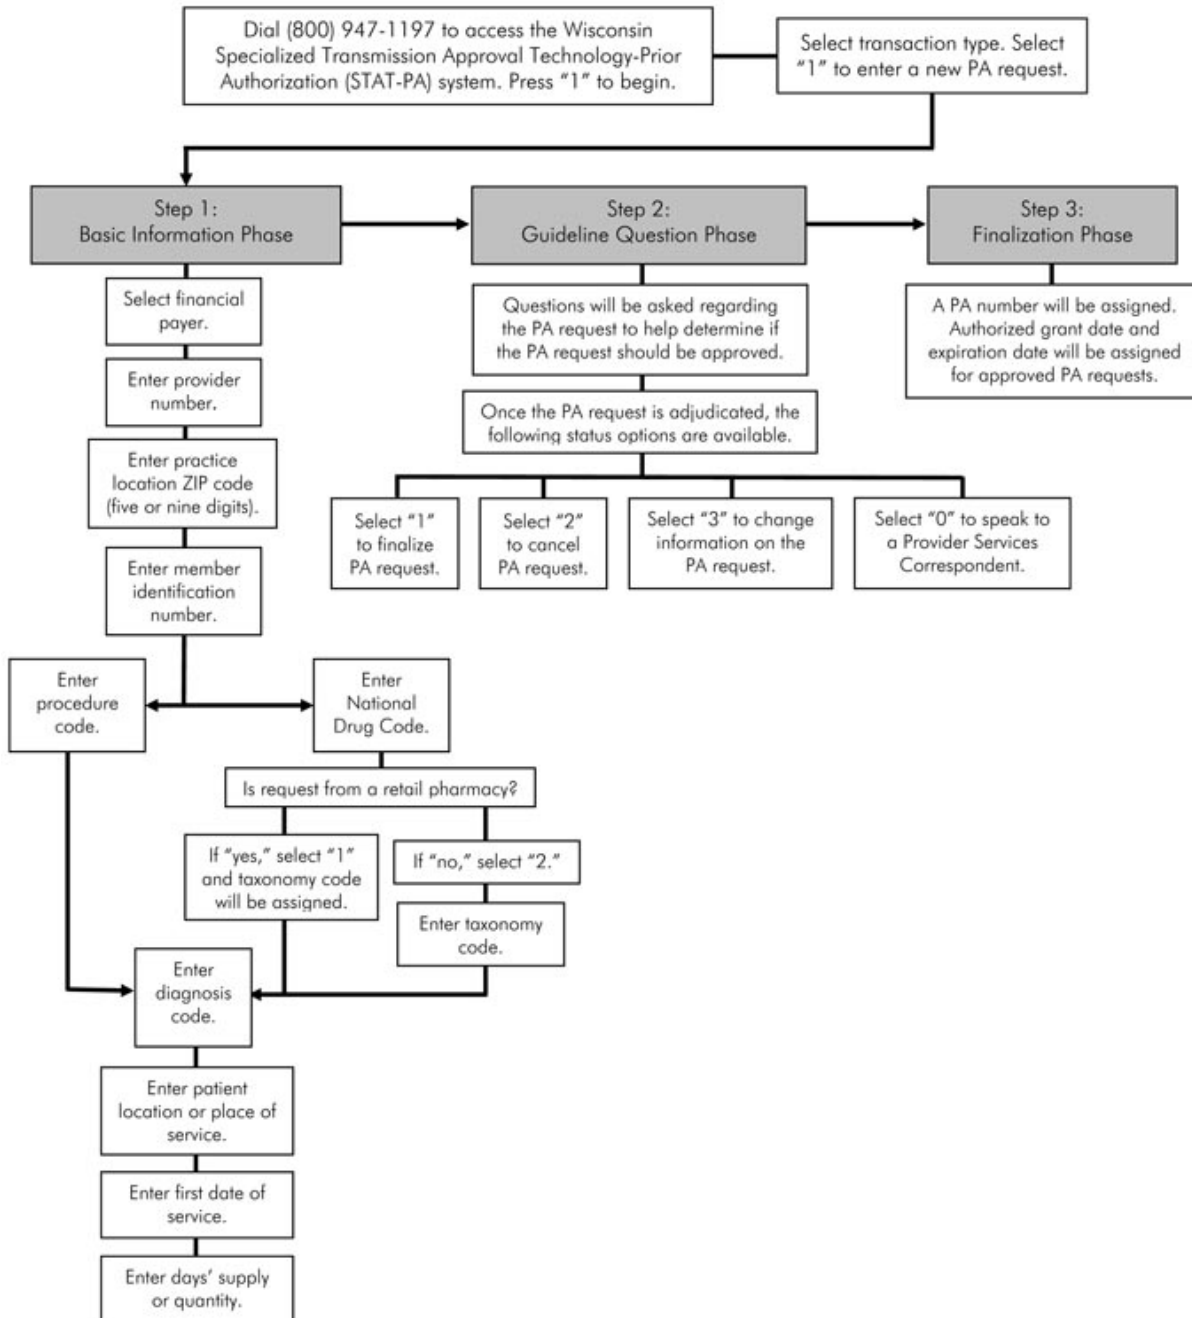 Dial (800) 947-1197 to access the Wisconsin
Specialized Transmission Approval Technology-Prior
Authorization (STAT-PA) system. Press “1” to begin.
Select transaction type. Select
“1” to enter a new PA request.
Step 1:
Basic Information Phase
Step 2:
Guideline Question Phase
Step 3:
Finalization Phase
Select financial
payer.
Enter provider
number.
Enter practice
location ZIP code
(five or nine digits).
Enter member
identification
number.
Enter
procedure
code.
Enter
National
Drug Code.
Is request from a retail pharmacy?
If “yes,” select “1”
and taxonomy code
will be assigned.
If “no,” select “2.”
Enter taxonomy
code.
Enter
diagnosis
code.
Enter patient
location or place of
service.
Enter first date of
service.
Enter days’ supply
or quantity.
Questions will be asked regarding
the PA request to help determine if
the PA request should be approved.
Once the PA request is adjudicated, the
following status options are available.
Select “1”
to finalize
PA request.
Select “2”
to cancel
PA request.
Select “3” to change
information on the
PA request.
Select “0” to speak to
a Provider Services
Correspondent.
A PA number will be assigned.
Authorized grant date and
expiration date will be assigned
for approved PA requests.